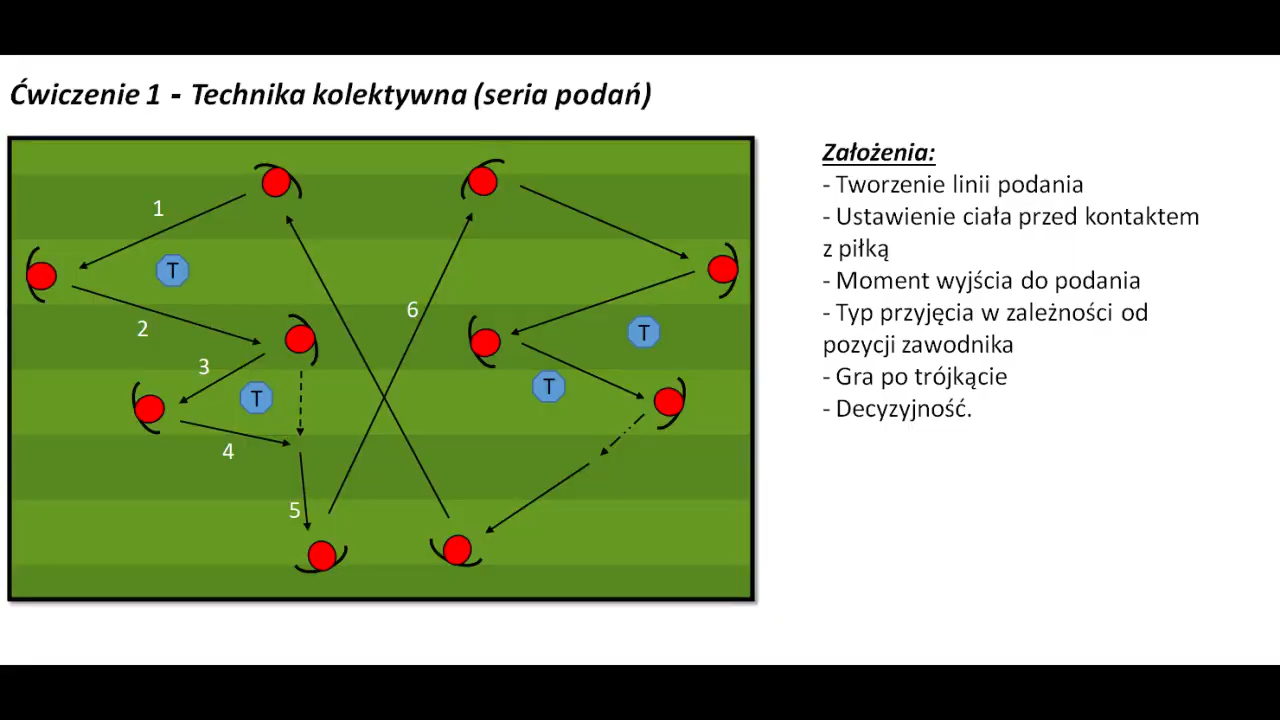 Ćwiczenie 1 - Technika kolektywna (seria podań)
Założenia:
- Tworzenie linii podania
- Ustawienie ciała przed kontaktem
z piłką
- Moment wyjścia do podania
- Typ przyjęcia w zależności od
pozycji zawodnika
- Gra po trójkącie
- Decyzyjność.
1
T
2
3
T
4
5
6
T
T